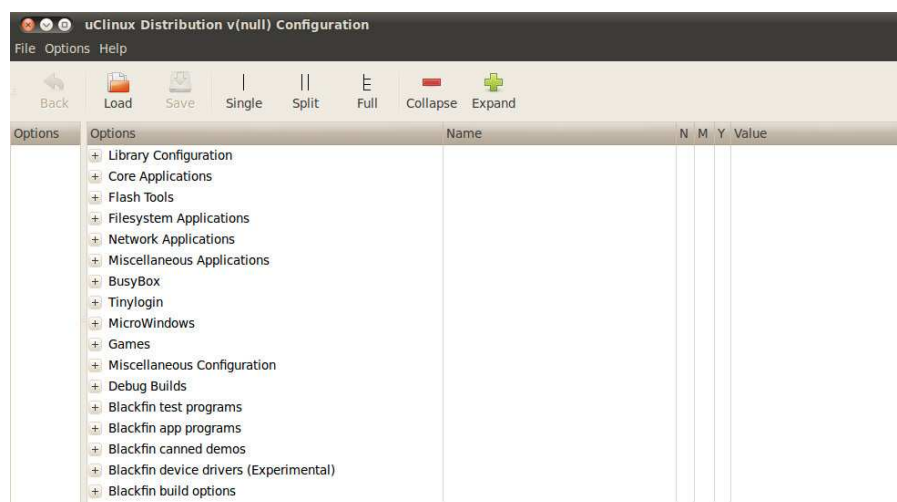 uClinux Distribution v(null) Configuration
File Options Help
Back Load Save Single Split Full Collapse Expand
Options Options Name N M Y Value
Library Configuration
Core Applications
Flash Tools
Filesystem Applications
Network Applications
Miscellaneous Applications
BusyBox
Tinylogin
MicroWindows
Games
Miscellaneous Configuration
Debug Builds
Blackfin test programs
Blackfin app programs
Blackfin canned demos
Blackfin device drivers (Experimental)
Blackfin build options